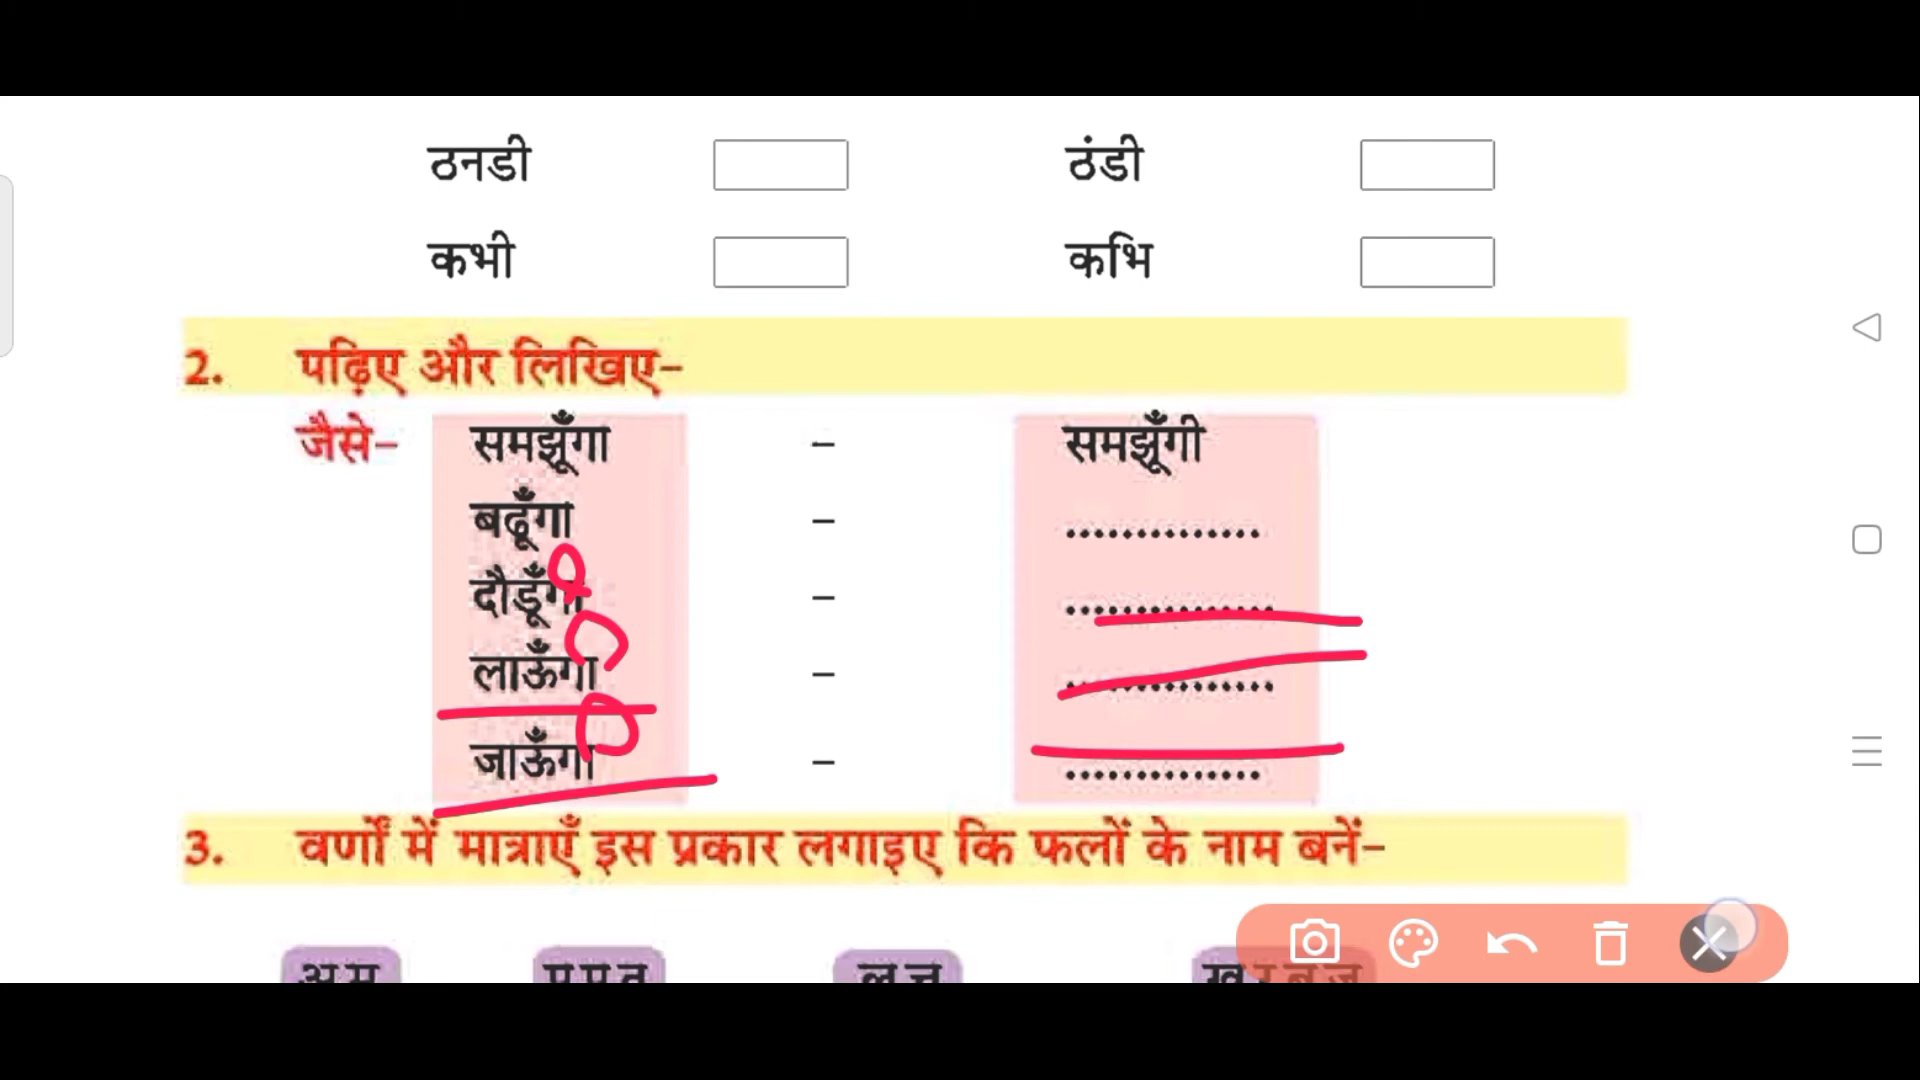 ठनडी ठंडी
कभी कभि
2. पढ़िए और लिखिए-
जैसे- समझूँगा - समझूँगी
बढूँगा - ..............
दौडूँगा - ...............
लाऊँगा - ...............
जाऊँगा - ..............
3. वर्णों में मात्राएँ इस प्रकार लगाइए कि फलों के नाम बनें-